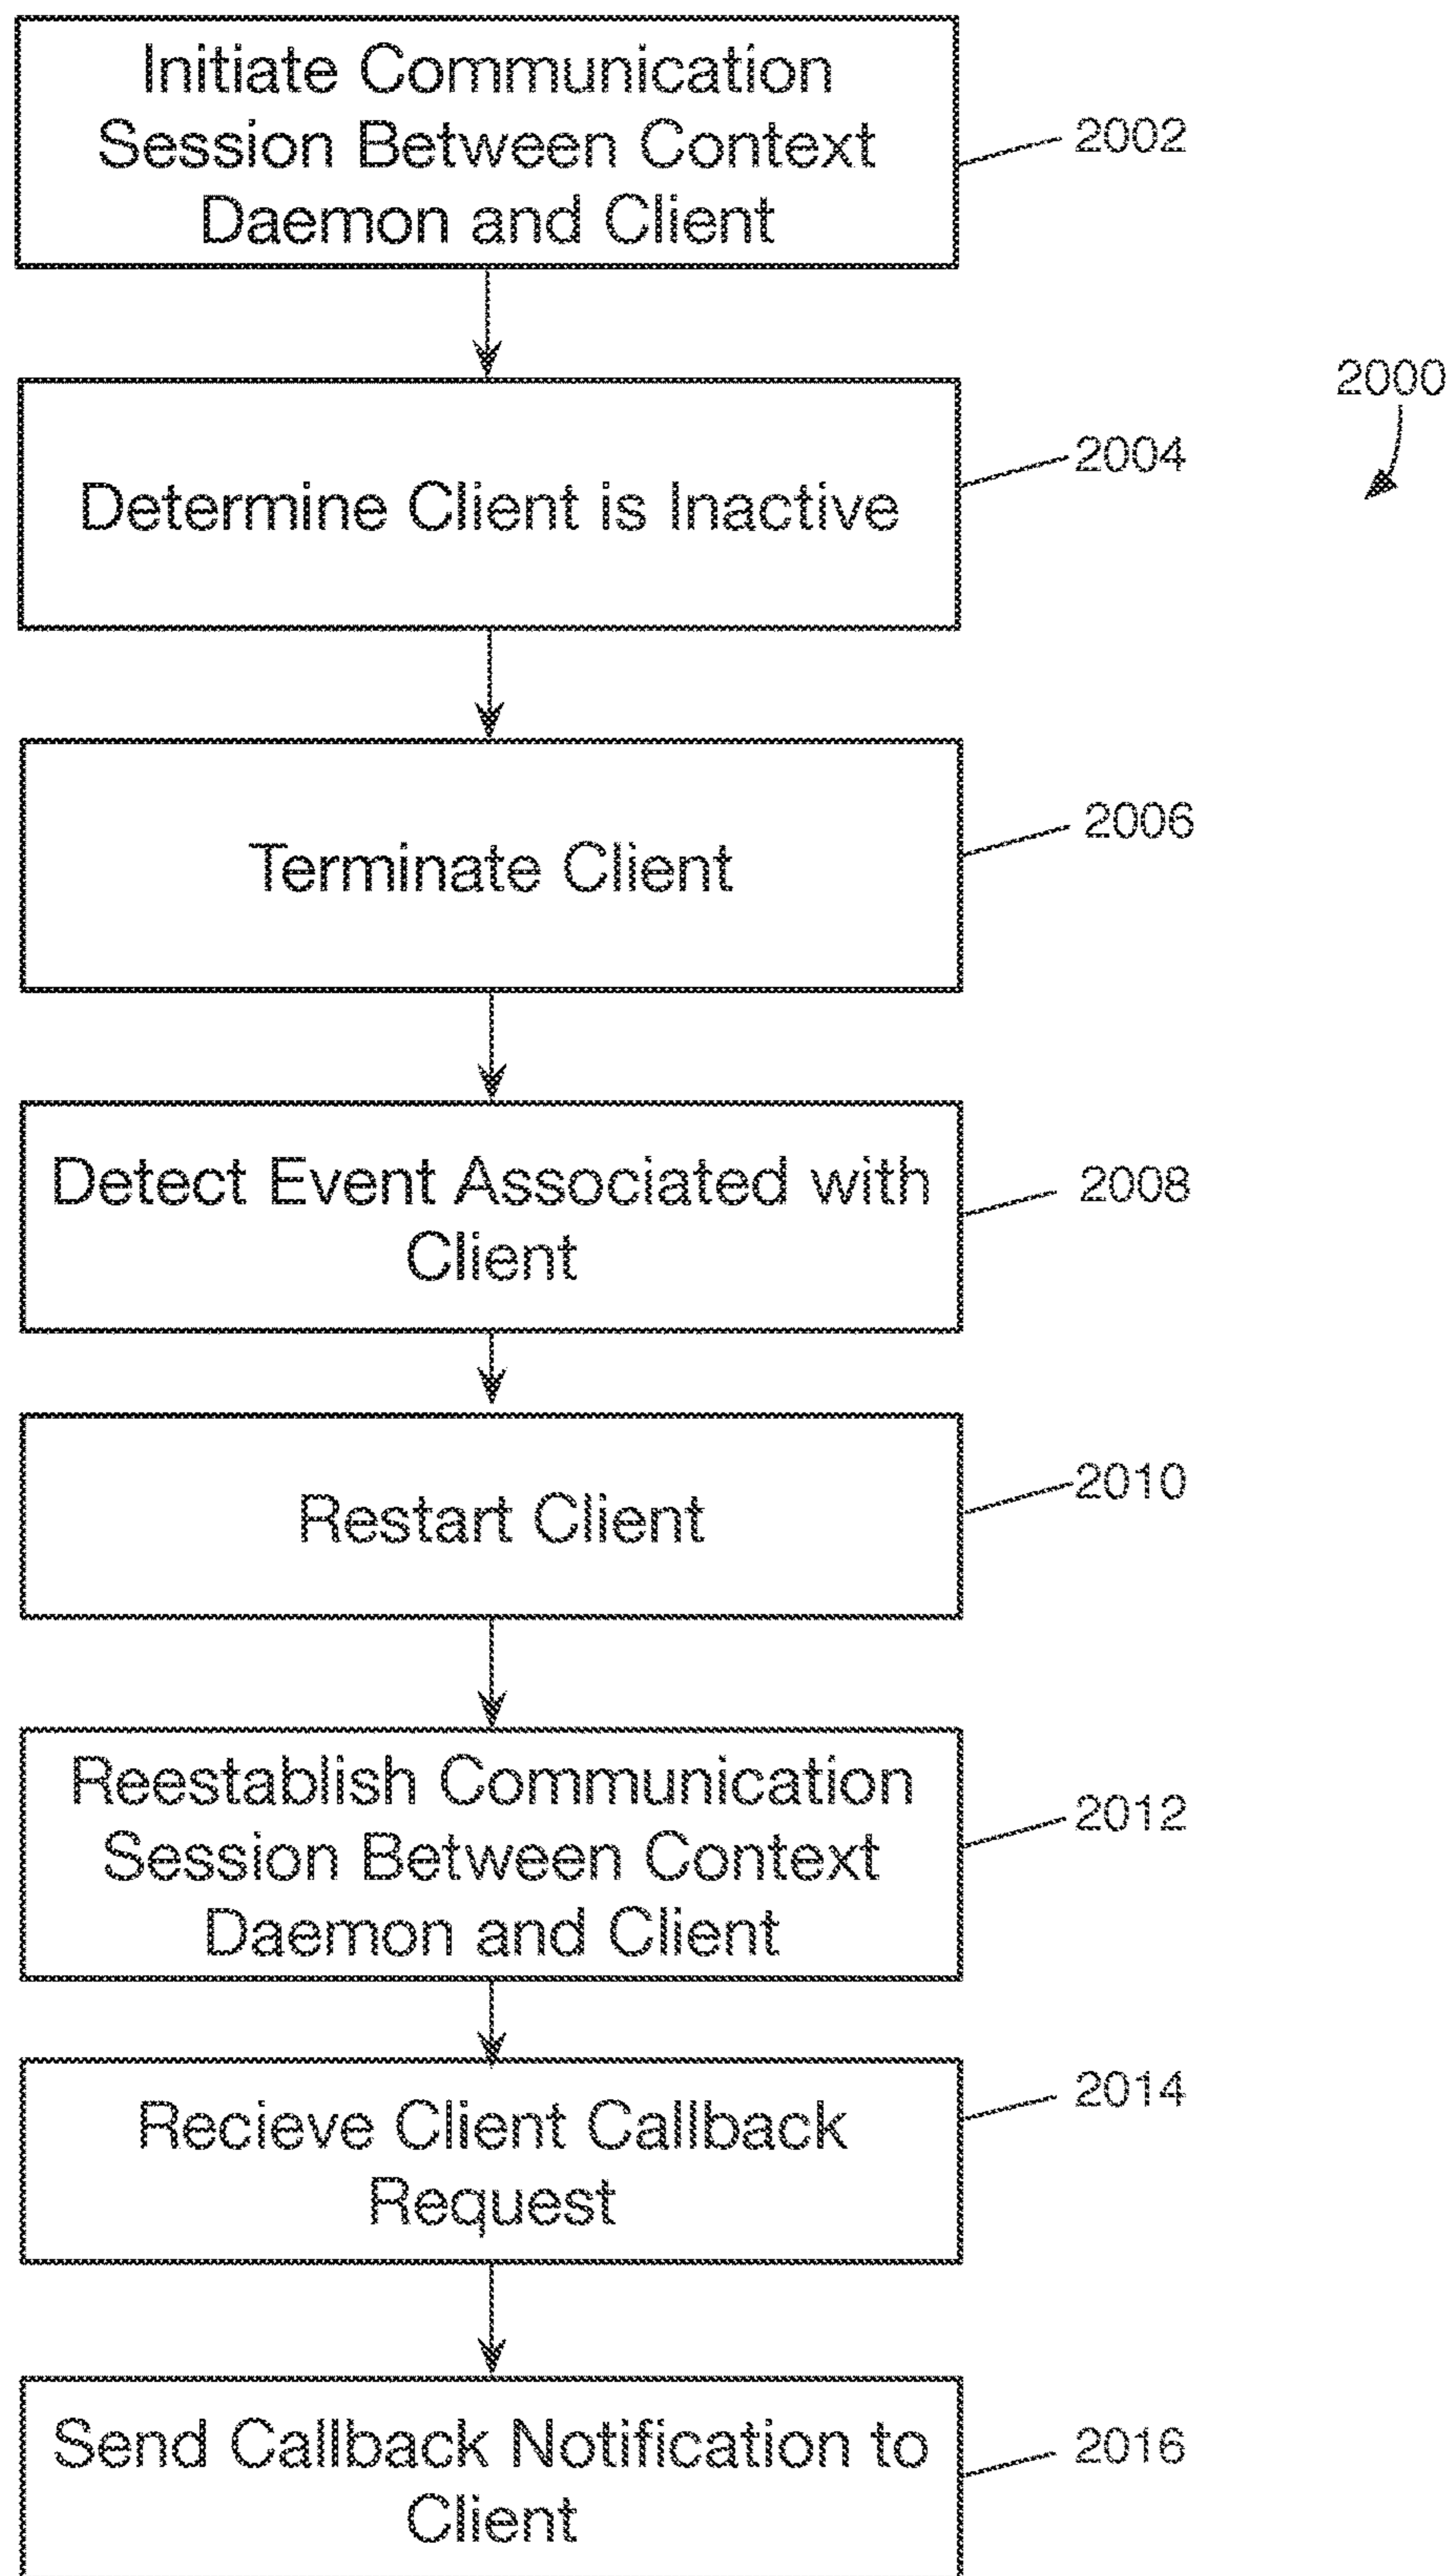 Initiate Communication
Session Between Context
Daemon and Client
2002
2000
Determine Client is Inactive
2004
Terminate Client
2006
Detect Event Associated with
Client
2008
Restart Client
2010
Reestablish Communication
Session Between Context
Daemon and Client
2012
Recieve Client Callback
Request
2014
Send Callback Notification to
Client
2016